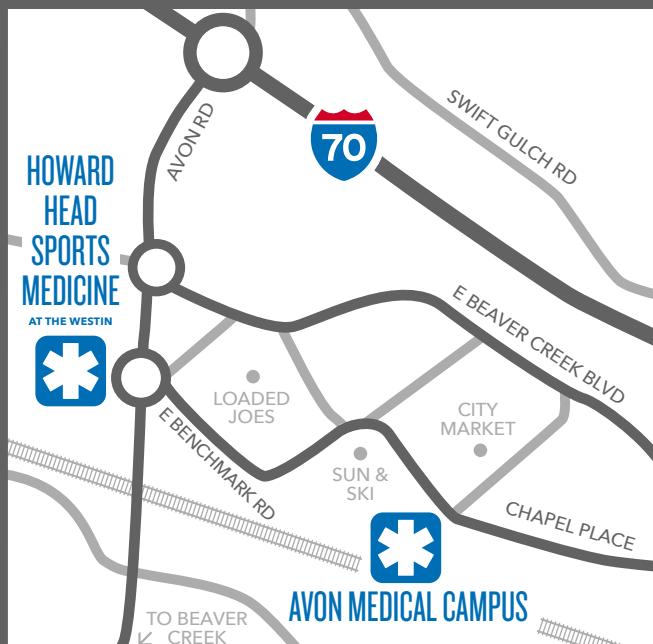 AVON RD
70
SWIFT GULCH RD
HOWARD
HEAD
SPORTS
MEDICINE
AT THE WESTIN
E BEAVER CREEK BLVD
LOADED
JOES
CITY
MARKET
E BENCHMARK RD
SUN &
SKI
CHAPEL PLACE
AVON MEDICAL CAMPUS
TO BEAVER
CREEK